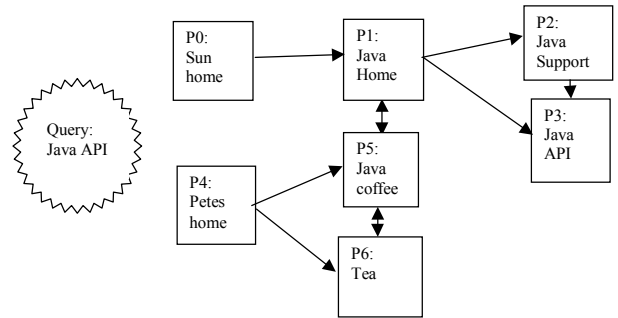 Query:
Java API
P0:
Sun
home
P1:
Java
Home
P2:
Java
Support
P3:
Java
API
P4:
Petes
home
P5:
Java
coffee
P6:
Tea